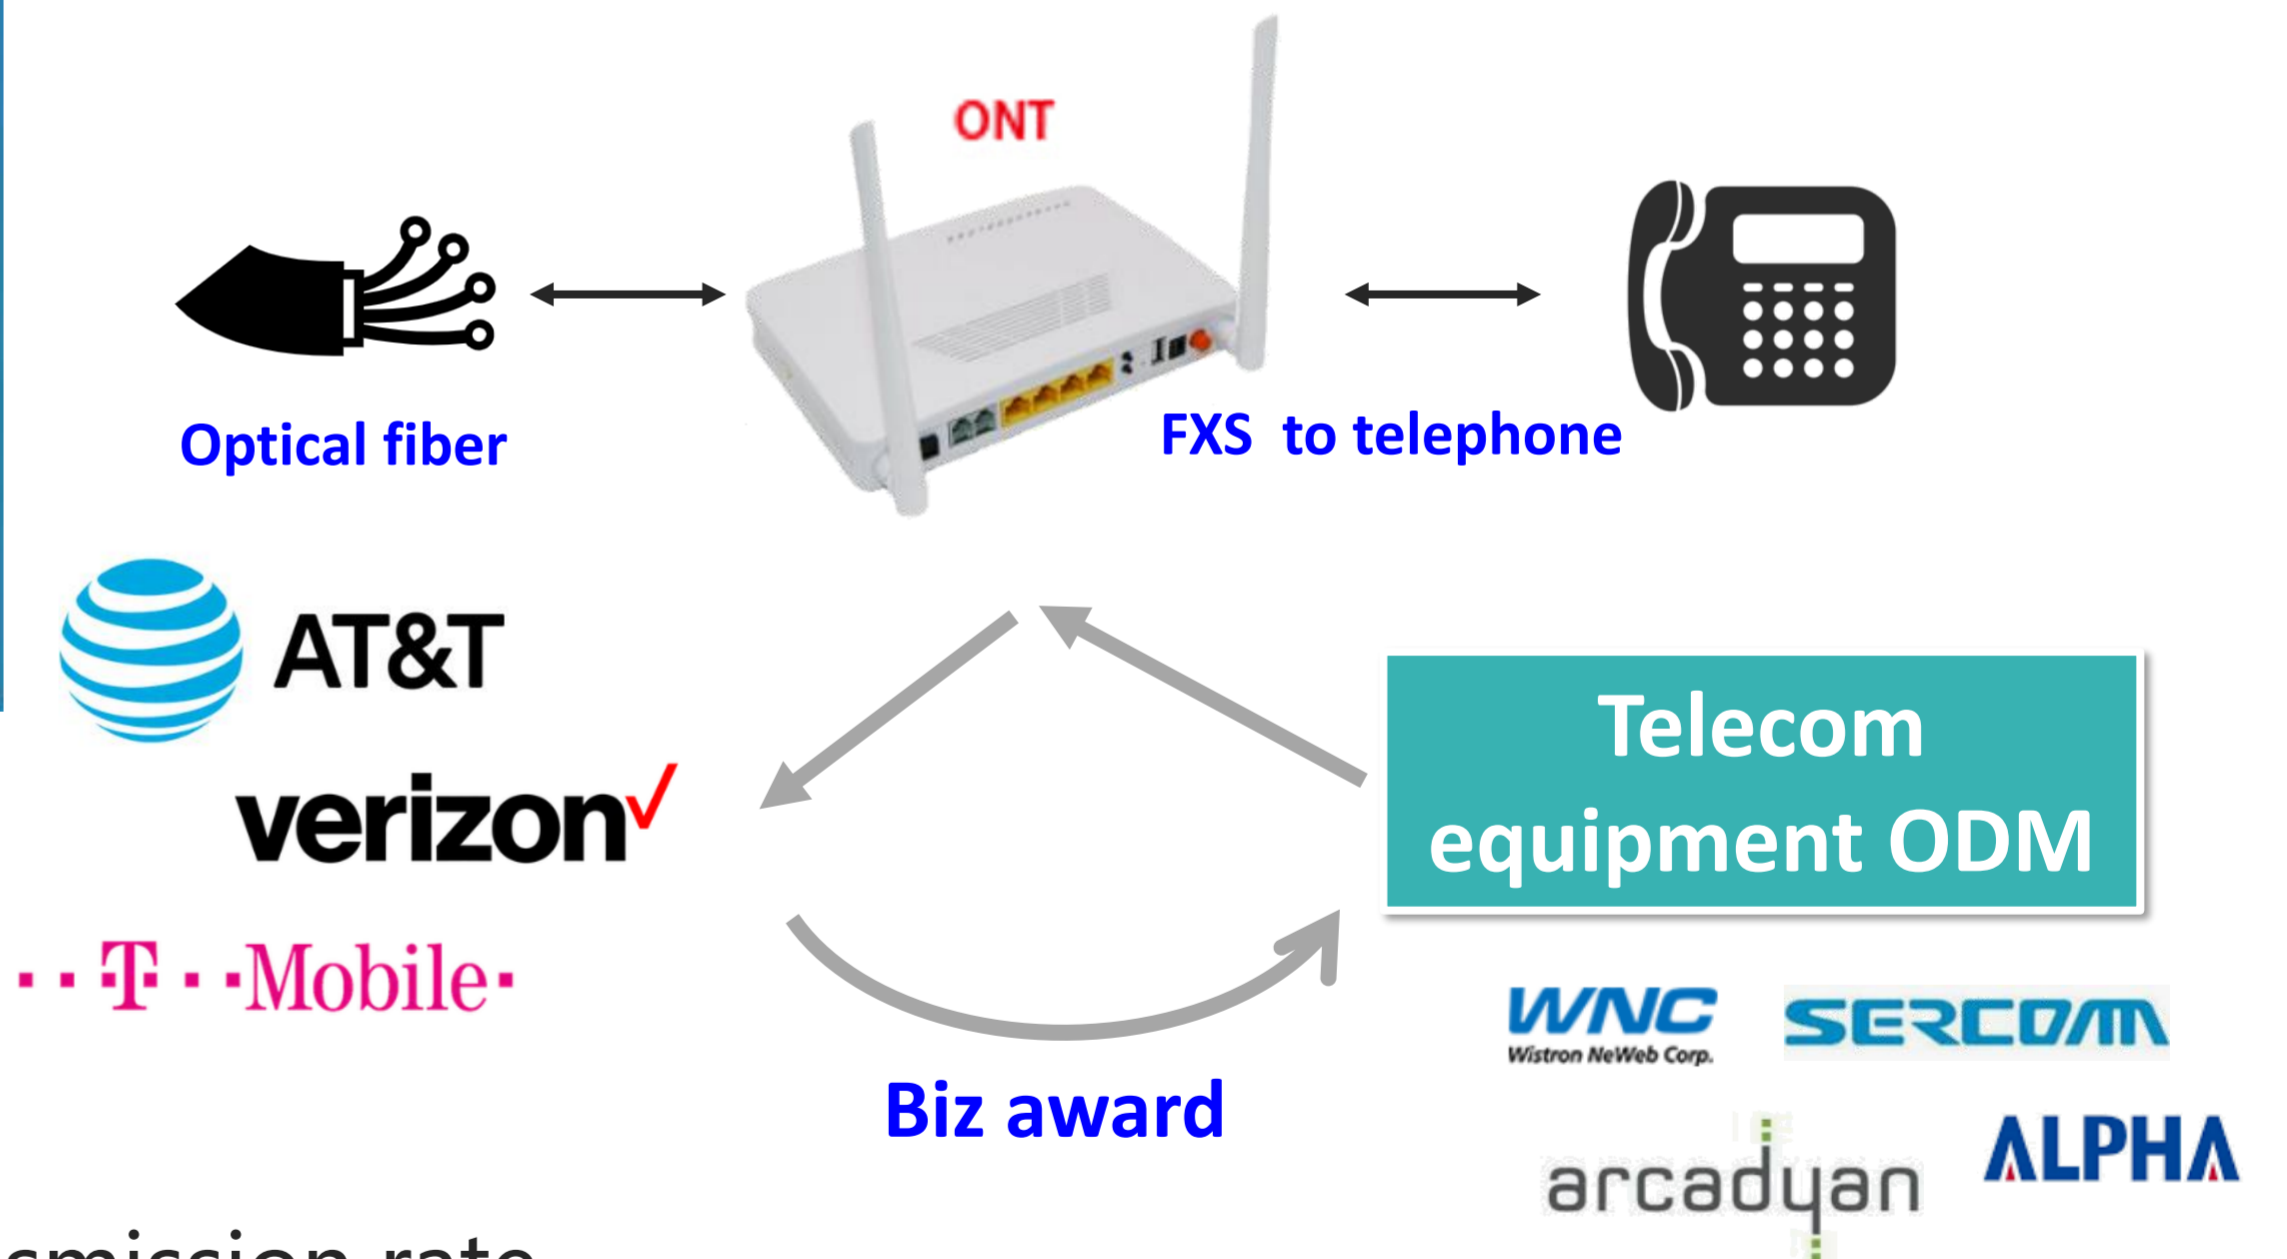 ONT
Optical fiber
FXS to telephone
AT&T
verizon
T Mobile
Telecom
equipment ODM
Biz award
WNC
Wistron NeWeb Corp.
SERCOMM
arcadyan
ALPHA
rate